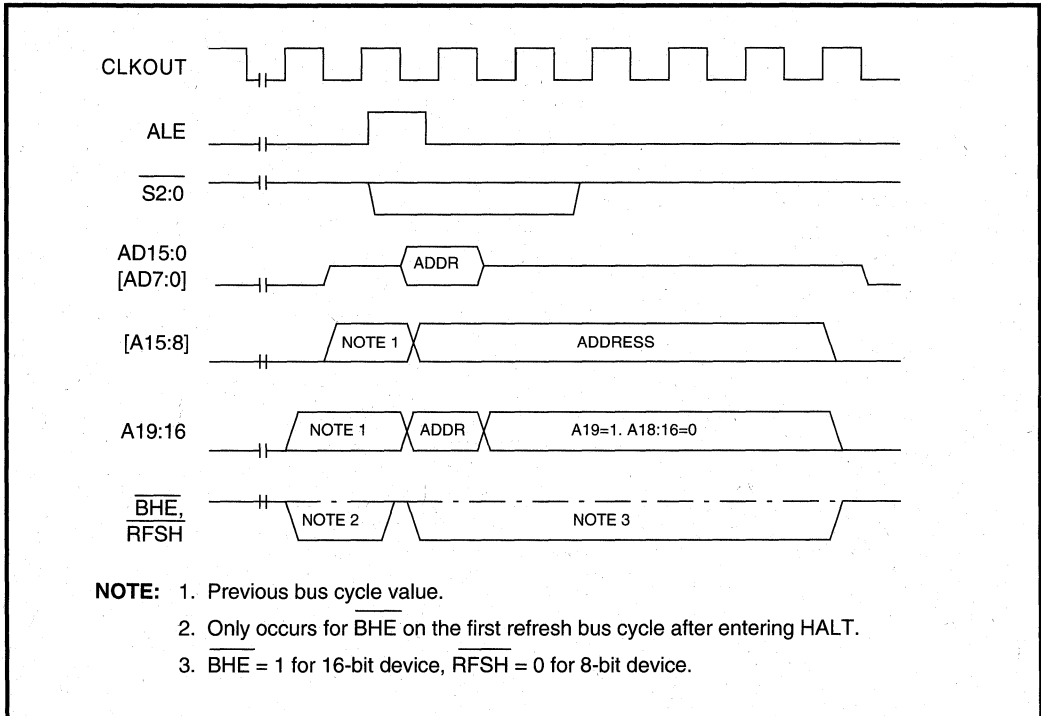 CLKOUT
ALE
S2:0
AD15:0
[AD7:0]
ADDR
[A15:8]
NOTE 1
ADDRESS
A19:16
NOTE 1
ADDR
A19=1. A18:16=0
BHE,
RFSH
NOTE 2
NOTE 3
NOTE: 1. Previous bus cycle value.
2. Only occurs for BHE on the first refresh bus cycle after entering HALT.
3. BHE = 1 for 16-bit device, RFSH = 0 for 8-bit device.